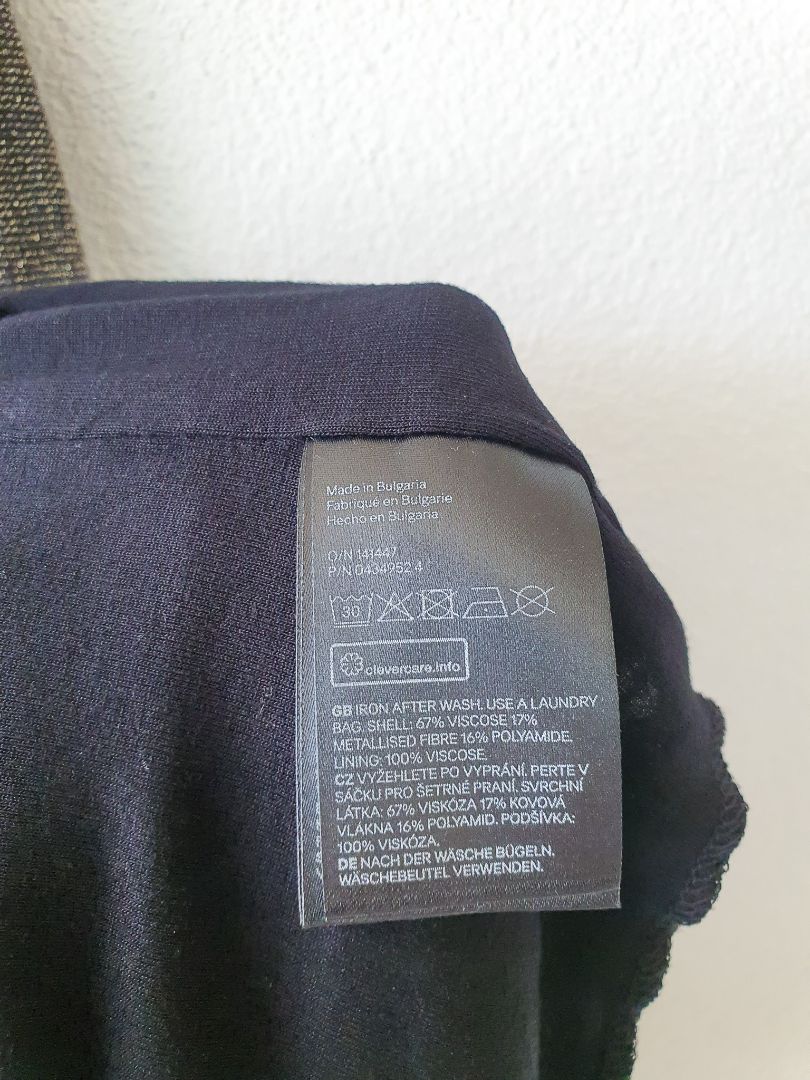 Made in Bulgaria
Fabriqué en Bulgarie
Hecho en Bulgaria
O/N 141447
P/N 0434952 4
30
clevercare.info
GB IRON AFTER WASH. USE A LAUNDRY
BAG. SHELL: 67% VISCOSE 17%
METALLISED FIBRE 16% POLYAMIDE.
LINING: 100% VISCOSE.
CZ VYŽEHLETE PO VYPRÁNÍ. PERTE V
SÁČKU PRO ŠETRNÉ PRANÍ. SVRCHNÍ
LÁTKA: 67% VISKÓZA 17% KOVOVÁ
VLÁKNA 16% POLYAMID. PODŠÍVKA:
100% VISKÓZA.
DE NACH DER WÄSCHE BÜGELN.
WÄSCHEBEUTEL VERWENDEN.